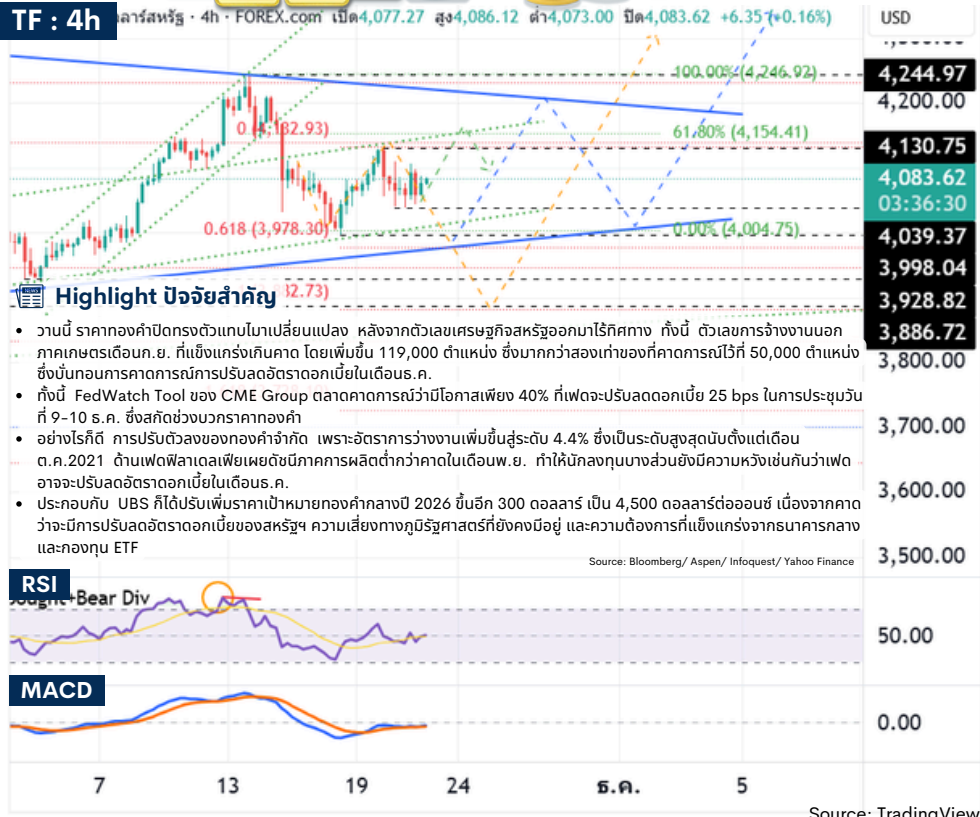 TF : 4h
ลาร์สหรัฐ · 4h · FOREX.com เปิด4,077.27 สูง4,086.12 ต่ำ4,073.00 ปิด4,083.62 +6.35 (+0.16%)
USD
100.00% (4,246.92)
4,244.97
4,200.00
61.80% (4,154.41)
4,130.75
4,083.62
03:36:30
0.618 (3,978.30)
0.00% (4,004.75)
4,039.37
3,998.04
3,928.82
3,886.72
3,800.00
3,700.00
3,600.00
3,500.00
Highlight ปัจจัยสำคัญ
• วานนี้ ราคาทองคำปิดทรงตัวแทบไม่เปลี่ยนแปลง หลังจากตัวเลขเศรษฐกิจสหรัฐออกมาไร้ทิศทาง ทั้งนี้ ตัวเลขการจ้างงานนอก
ภาคเกษตรเดือนก.ย. ที่แข็งแกร่งเกินคาด โดยเพิ่มขึ้น 119,000 ตำแหน่ง ซึ่งมากกว่าสองเท่าของที่คาดการณ์ไว้ที่ 50,000 ตำแหน่ง
ซึ่งบั่นทอนการคาดการณ์การปรับลดอัตราดอกเบี้ยในเดือนธ.ค.
• ทั้งนี้ FedWatch Tool ของ CME Group ตลาดคาดการณ์ว่ามีโอกาสเพียง 40% ที่เฟดจะปรับลดดอกเบี้ย 25 bps ในการประชุมวัน
ที่ 9-10 ธ.ค. ซึ่งสกัดช่วงบวกราคาทองคำ
• อย่างไรก็ดี การปรับตัวลงของทองคำจำกัด เพราะอัตราการว่างงานเพิ่มขึ้นสู่ระดับ 4.4% ซึ่งเป็นระดับสูงสุดนับตั้งแต่เดือน
ต.ค.2021 ด้านเฟดฟิลาเดลเฟียเผยดัชนีภาคการผลิตต่ำกว่าคาดในเดือนพ.ย. ทำให้นักลงทุนบางส่วนยังมีความหวังเช่นกันว่าเฟด
อาจจะปรับลดอัตราดอกเบี้ยในเดือนธ.ค.
• ประกอบกับ UBS ก็ได้ปรับเพิ่มราคาเป้าหมายทองคำกลางปี 2026 ขึ้นอีก 300 ดอลลาร์ เป็น 4,500 ดอลลาร์ต่อออนซ์ เนื่องจากคาด
ว่าจะมีการปรับลดอัตราดอกเบี้ยของสหรัฐฯ ความเสี่ยงทางภูมิรัฐศาสตร์ที่ยังคงมีอยู่ และความต้องการที่แข็งแกร่งจากธนาคารกลาง
และกองทุน ETF
Source: Bloomberg/ Aspen/ Infoquest/ Yahoo Finance
RSI
+Bear Div
50.00
MACD
0.00
7 13 19 24 ธ.ค. 5
Source: TradingView